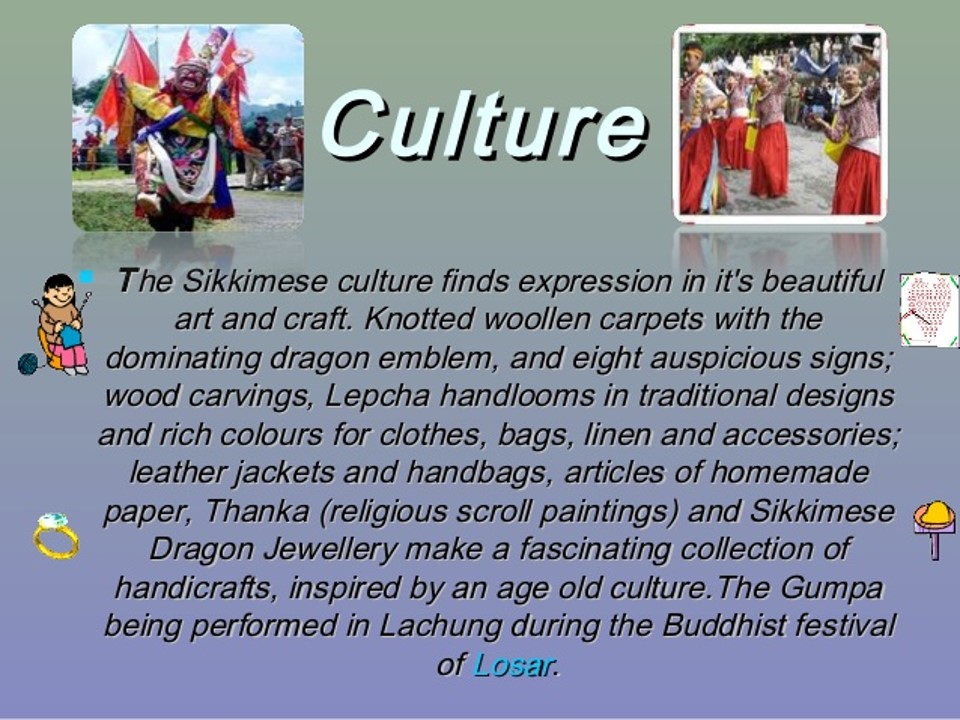 Culture
The Sikkimese culture finds expression in it's beautiful
art and craft. Knotted woollen carpets with the
dominating dragon emblem, and eight auspicious signs;
wood carvings, Lepcha handlooms in traditional designs
and rich colours for clothes, bags, linen and accessories;
leather jackets and handbags, articles of homemade
paper, Thanka (religious scroll paintings) and Sikkimese
Dragon Jewellery make a fascinating collection of
handicrafts, inspired by an age old culture.The Gumpa
being performed in Lachung during the Buddhist festival
of Losar.